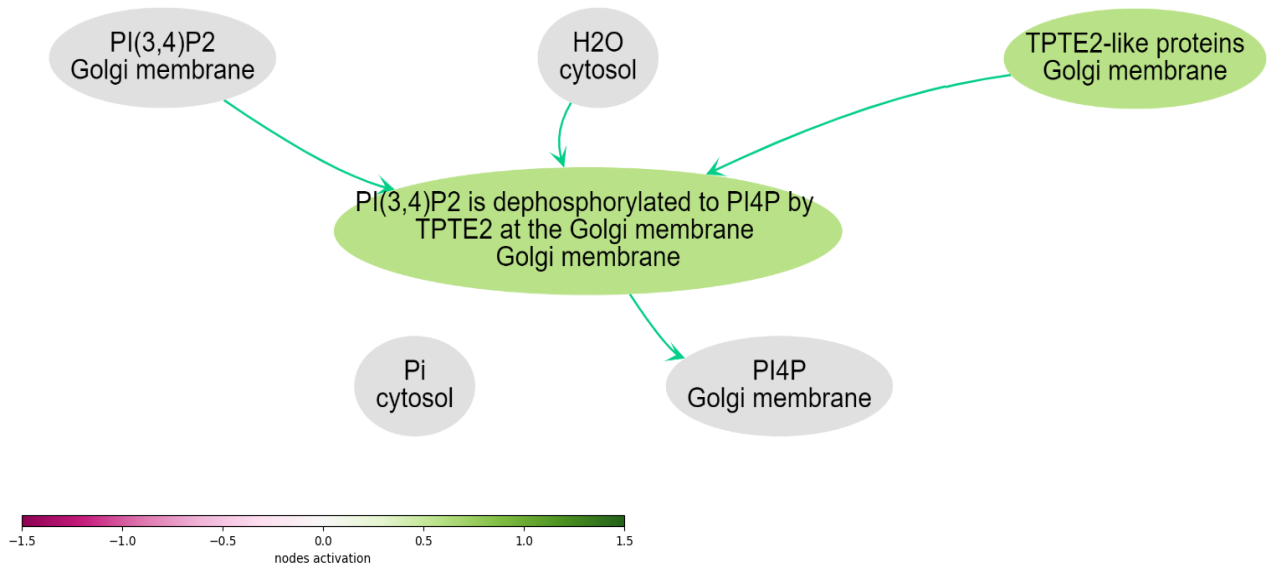 PI(3,4)P2
Golgi membrane
H2O
cytosol
TPTE2-like proteins
Golgi membrane
PI(3,4)P2 is dephosphorylated to PI4P by
TPTE2 at the Golgi membrane
Golgi membrane
Pi
cytosol
PI4P
Golgi membrane
−1.5 −1.0 −0.5 0.0 0.5 1.0 1.5
nodes activation